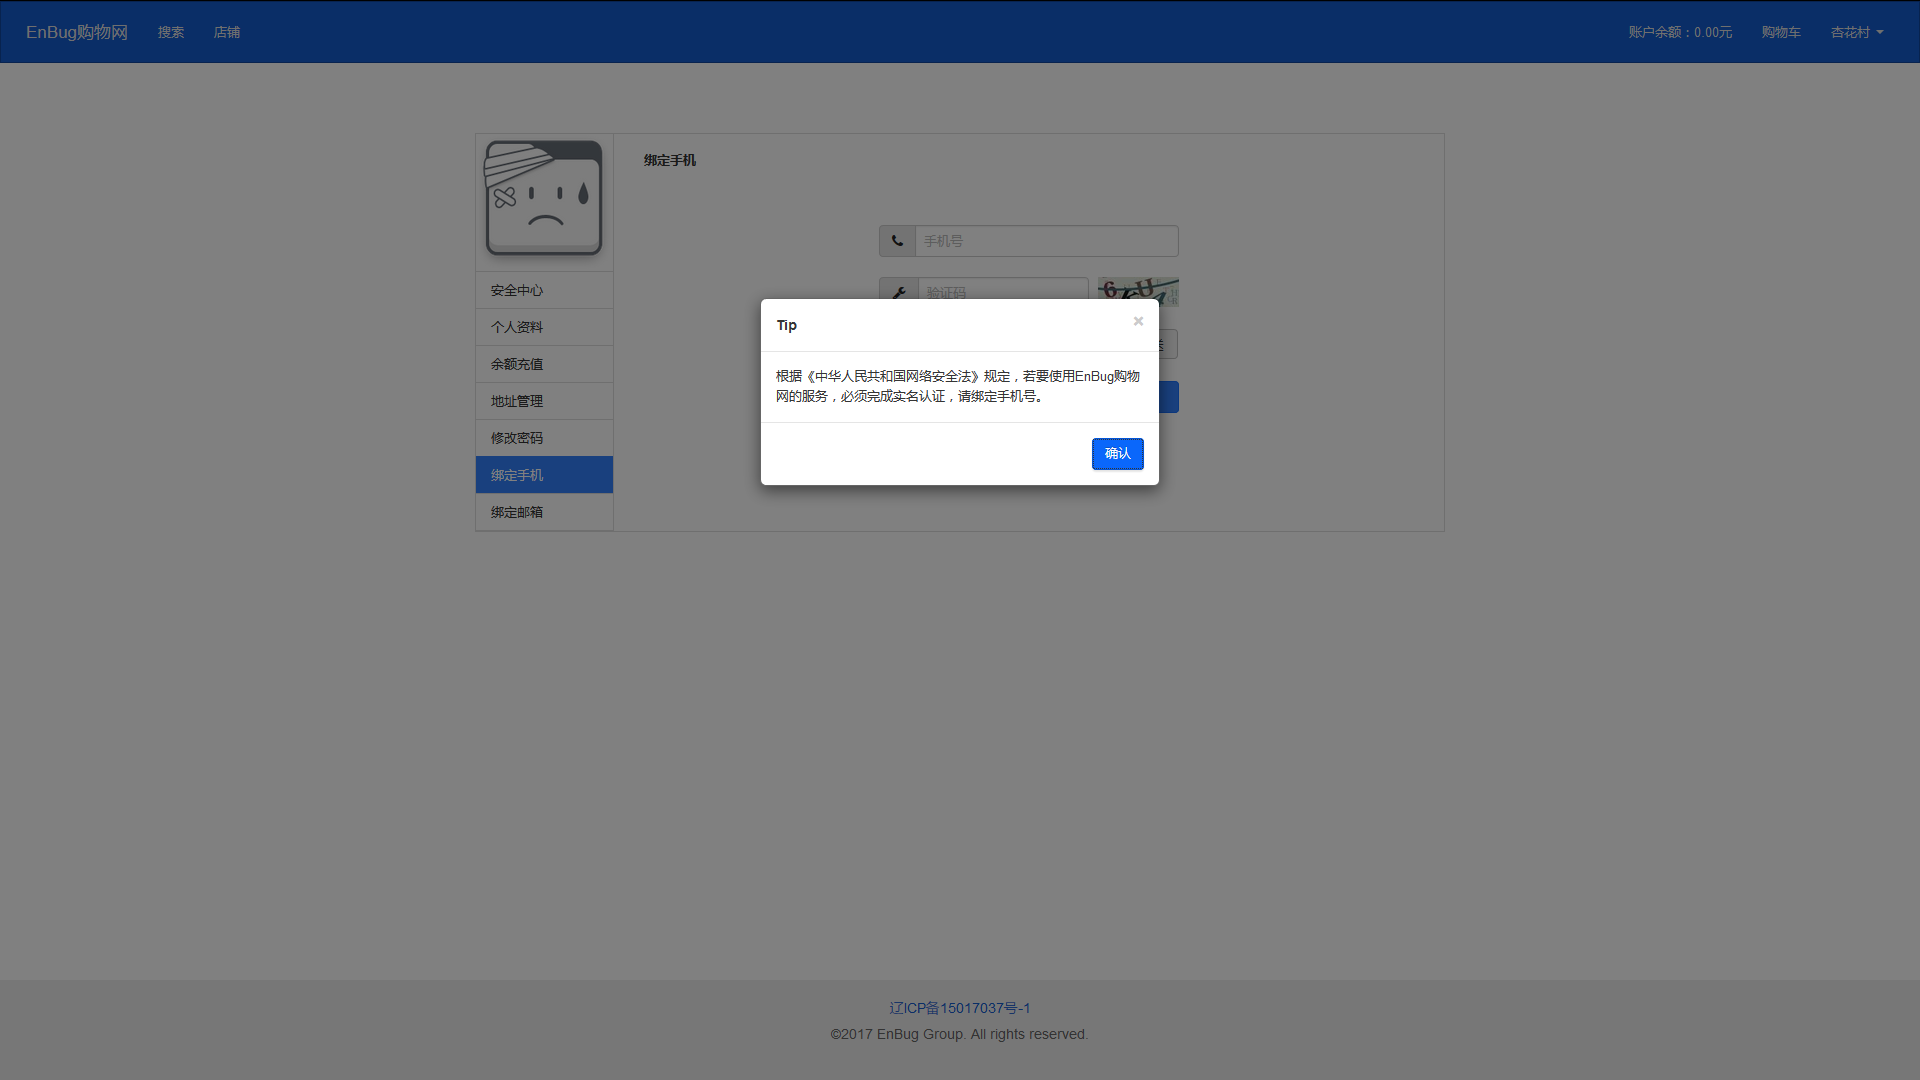 EnBug购物网 搜索 店铺 账户余额：0.00元 购物车 杏花村
绑定手机
手机号
验证码
Tip ×
根据《中华人民共和国网络安全法》规定，若要使用EnBug购物
网的服务，必须完成实名认证，请绑定手机号。
确认
安全中心
个人资料
余额充值
地址管理
修改密码
绑定手机
绑定邮箱
辽ICP备15017037号-1
©2017 EnBug Group. All rights reserved.